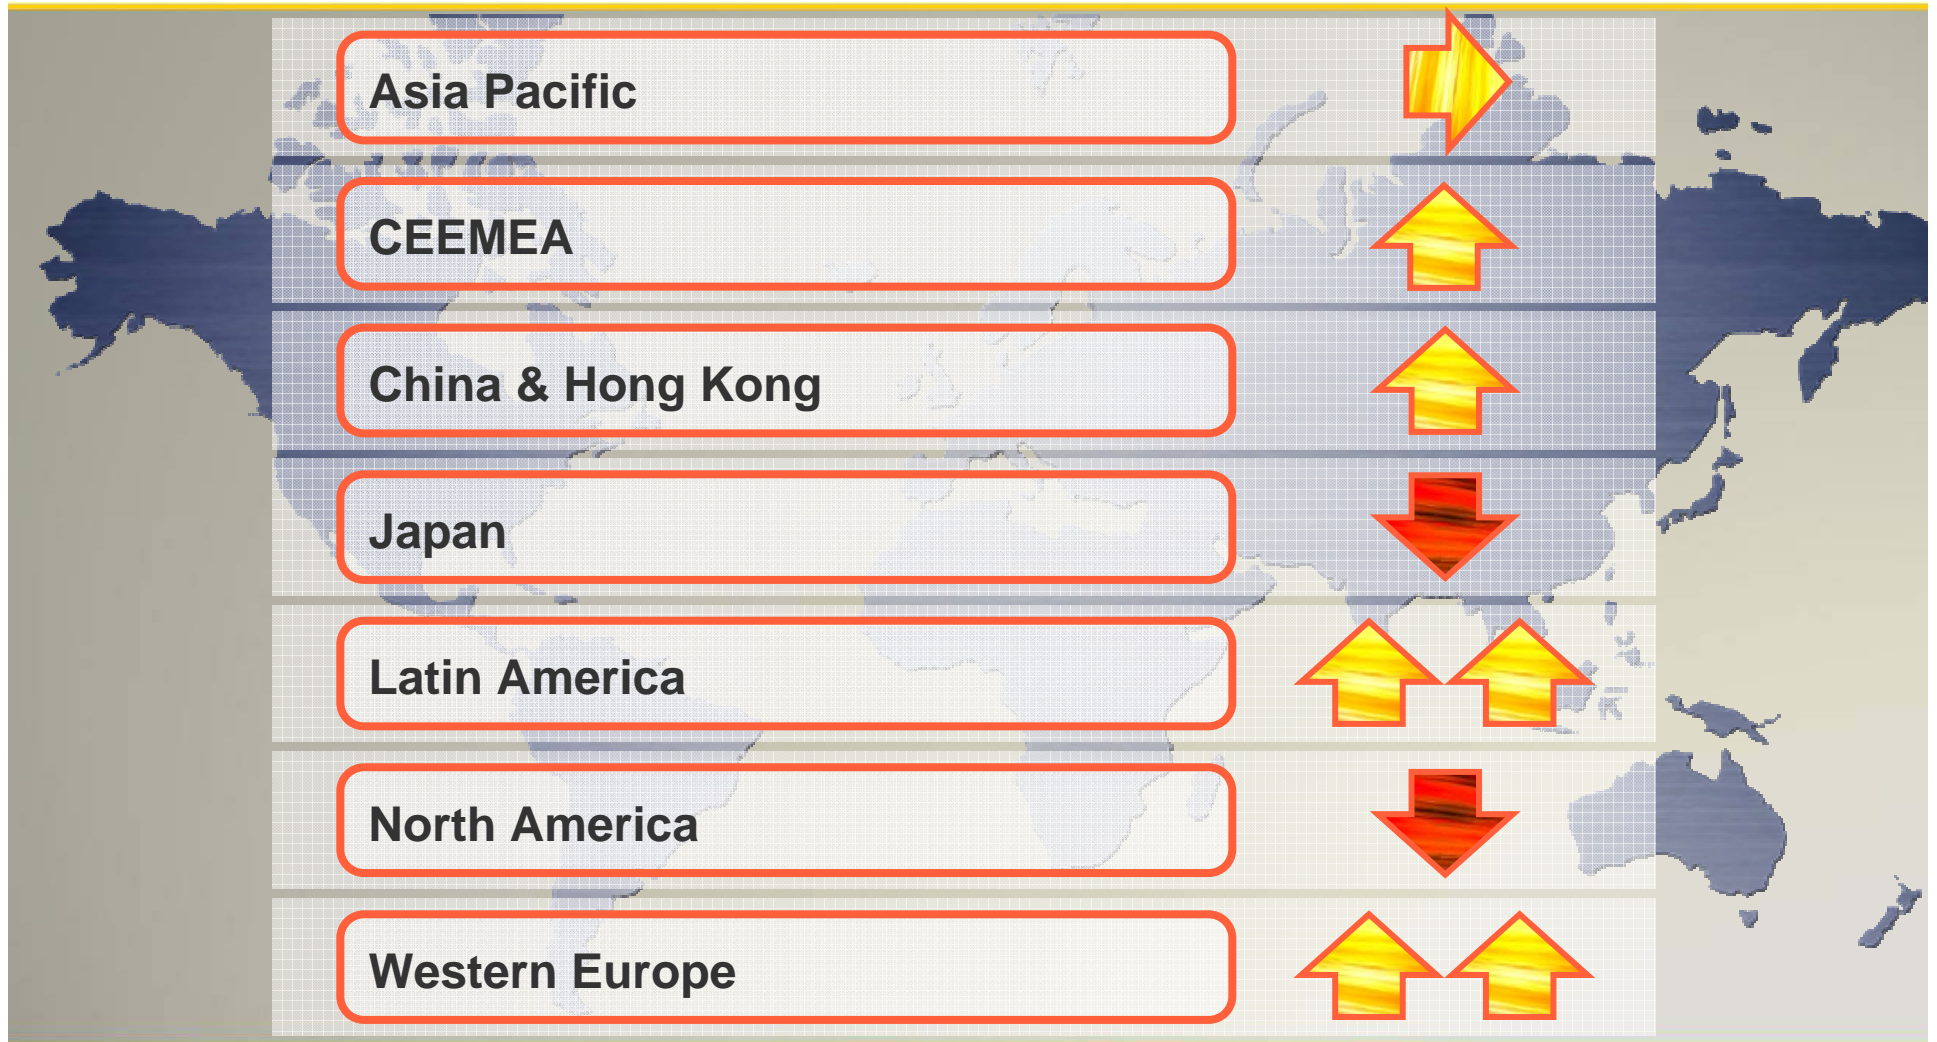 Asia Pacific
CEEMEA
China & Hong Kong
Japan
Latin America
North America
Western Europe